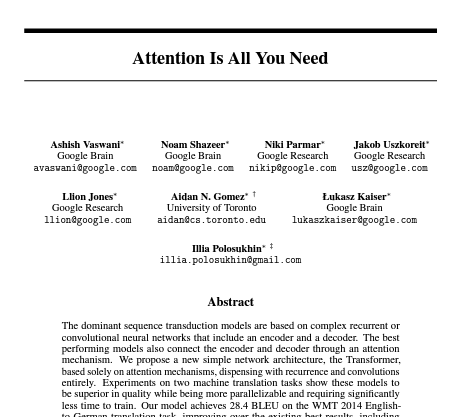 Attention Is All You Need
Ashish Vaswani* Noam Shazeer* Niki Parmar* Jakob Uszkoreit*
Google Brain Google Brain Google Research Google Research
avaswani@google.com noam@google.com nikip@google.com usz@google.com
Llion Jones* Aidan N. Gomez* † Łukasz Kaiser*
Google Research University of Toronto Google Brain
llion@google.com aidan@cs.toronto.edu lukaszkaiser@google.com
Illia Polosukhin* ‡
illia.polosukhin@gmail.com
Abstract
The dominant sequence transduction models are based on complex recurrent or
convolutional neural networks that include an encoder and a decoder. The best
performing models also connect the encoder and decoder through an attention
mechanism. We propose a new simple network architecture, the Transformer,
based solely on attention mechanisms, dispensing with recurrence and convolutions
entirely. Experiments on two machine translation tasks show these models to
be superior in quality while being more parallelizable and requiring significantly
less time to train. Our model achieves 28.4 BLEU on the WMT 2014 English-
to-German translation task, improving over the existing best results, including